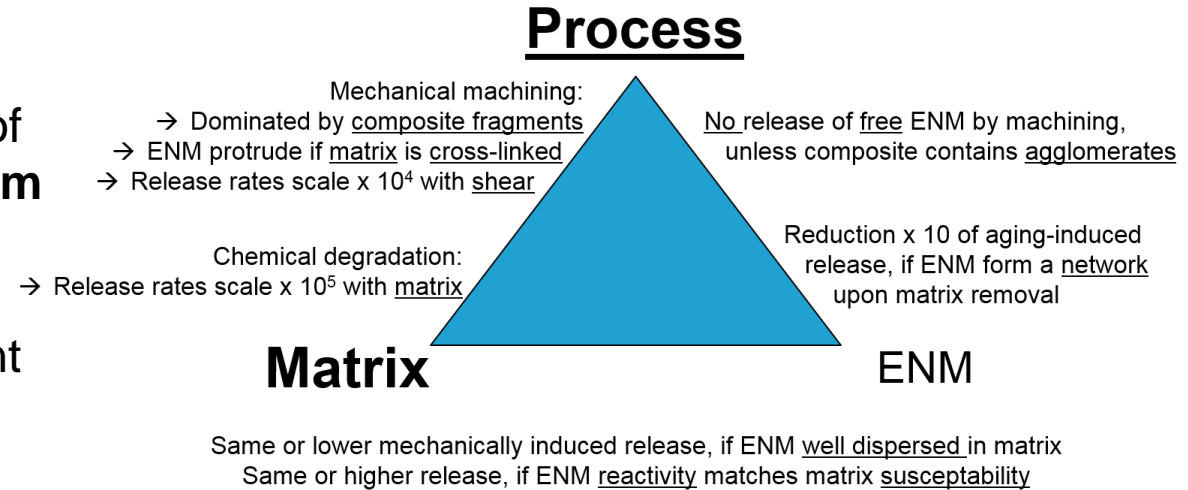 Process
Mechanical machining:
→ Dominated by composite fragments
→ ENM protrude if matrix is cross-linked
→ Release rates scale x 10⁴ with shear
No release of free ENM by machining,
unless composite contains agglomerates
of
m
Chemical degradation:
→ Release rates scale x 10⁵ with matrix
Reduction x 10 of aging-induced
release, if ENM form a network
upon matrix removal
nt
Matrix
ENM
Same or lower mechanically induced release, if ENM well dispersed in matrix
Same or higher release, if ENM reactivity matches matrix susceptability